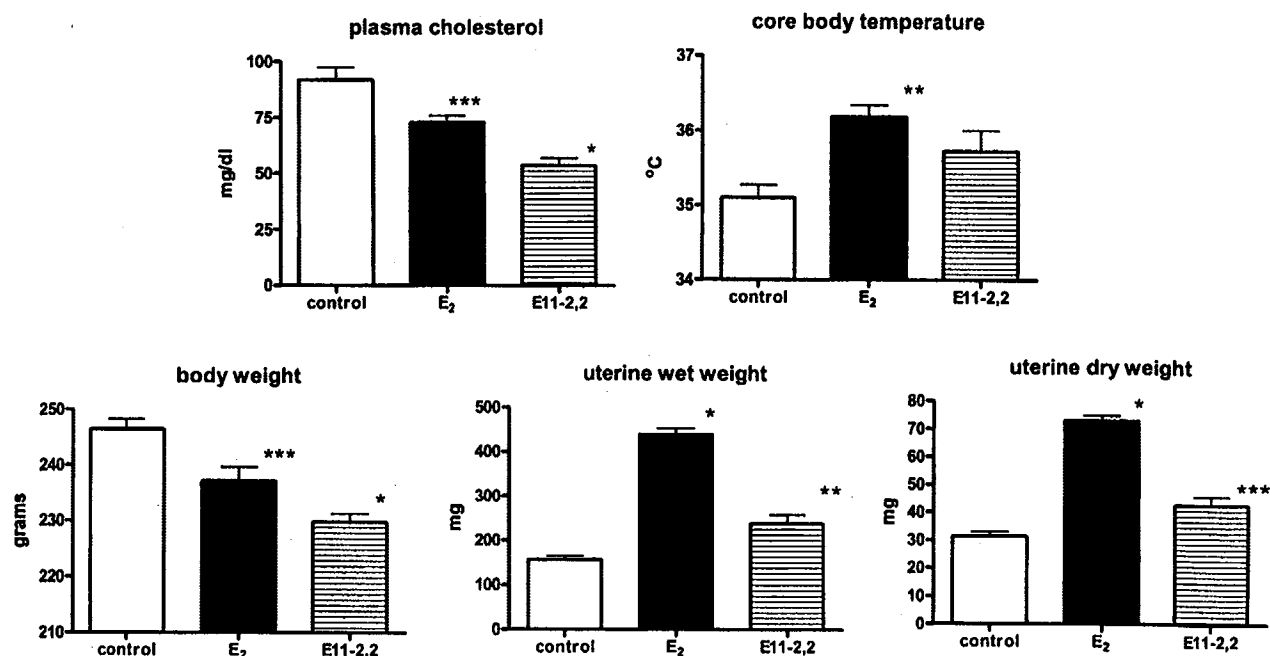 plasma cholesterol
100
75
50
25
0
mg/dl
***
*
control
E₂
E11-2,2
core body temperature
37
36
35
34
°C
**
control
E₂
E11-2,2
body weight
250
240
230
220
210
grams
***
*
control
E₂
E11-2,2
uterine wet weight
500
400
300
200
100
0
mg
*
**
control
E₂
E11-2,2
uterine dry weight
80
70
60
50
40
30
20
10
0
mg
*
***
control
E₂
E11-2,2